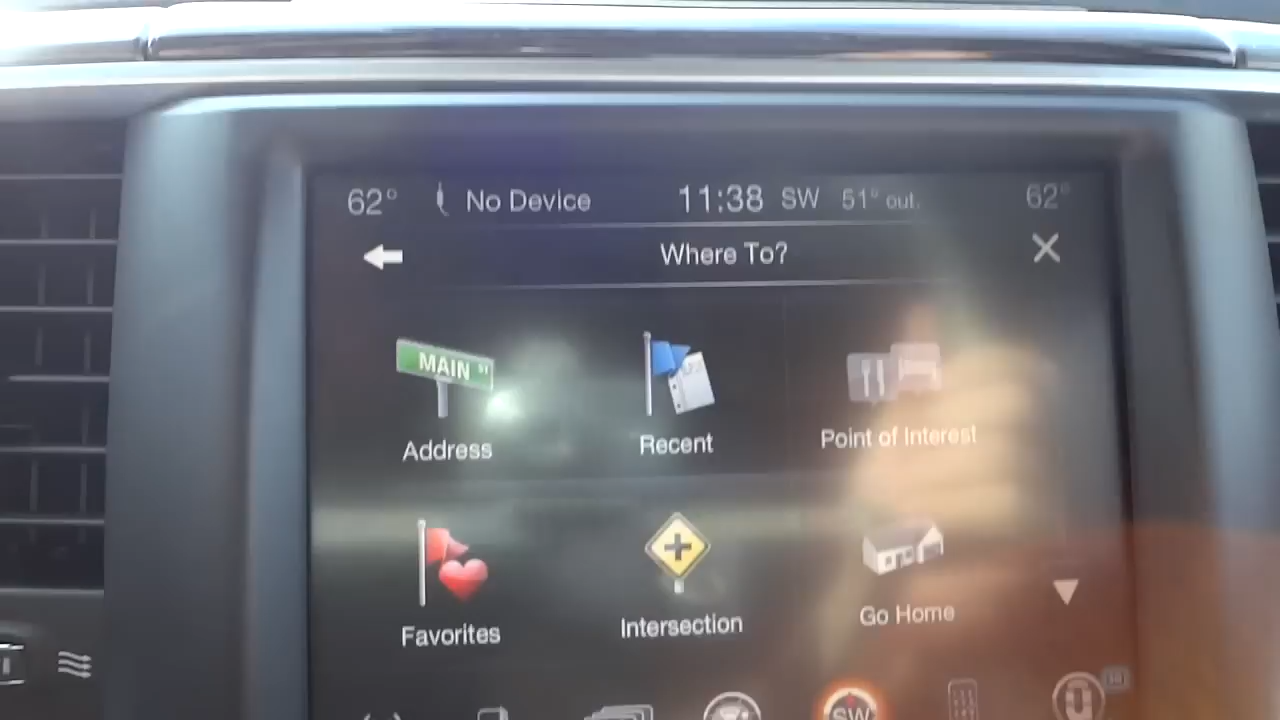 62° No Device 11:38 SW 51° out. 62°
Where To?
MAIN ST
Address
Recent
Point of Interest
Favorites
Intersection
Go Home
SW